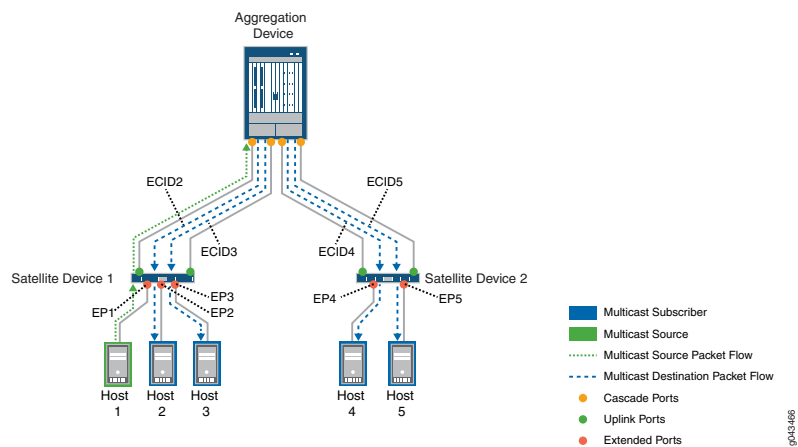 Aggregation
Device
ECID2
ECID5
ECID3
ECID4
Satellite Device 1
Satellite Device 2
EP1
EP3
EP2
EP4
EP5
Host
1
Host
2
Host
3
Host
4
Host
5
Multicast Subscriber
Multicast Source
Multicast Source Packet Flow
Multicast Destination Packet Flow
Cascade Ports
Uplink Ports
Extended Ports
g043466